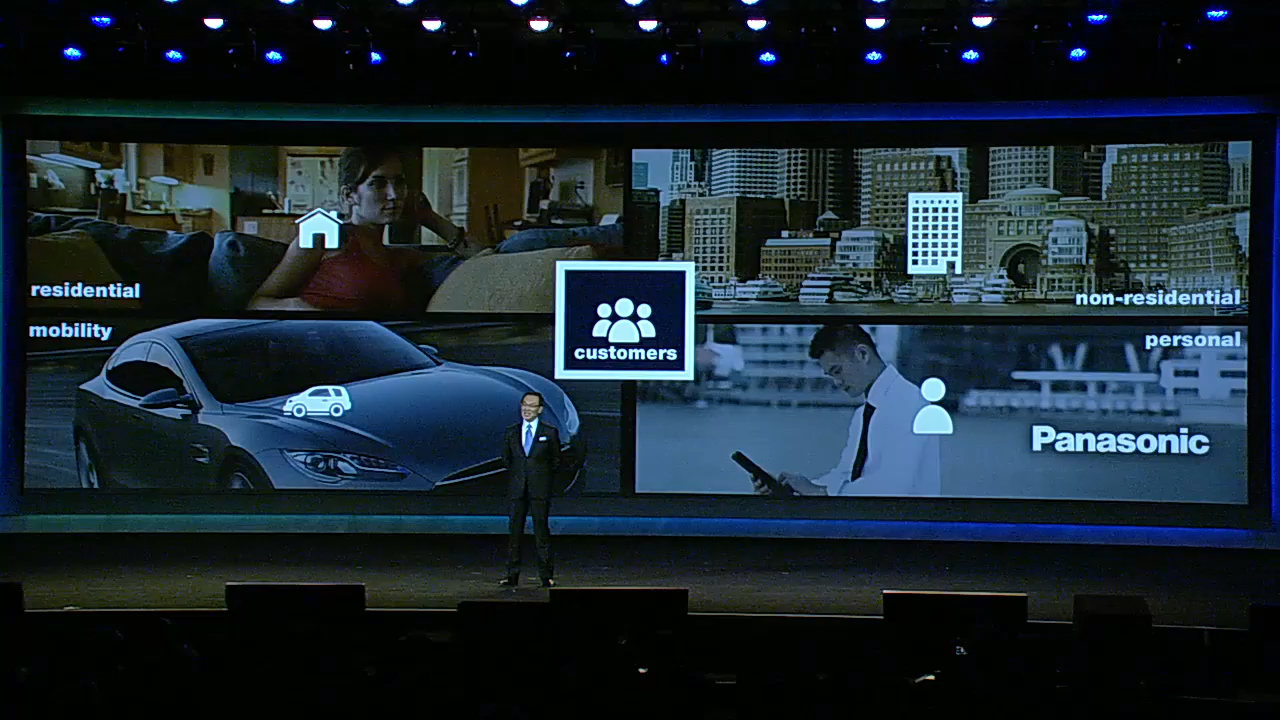 residential
non-residential
customers
mobility
personal
Panasonic